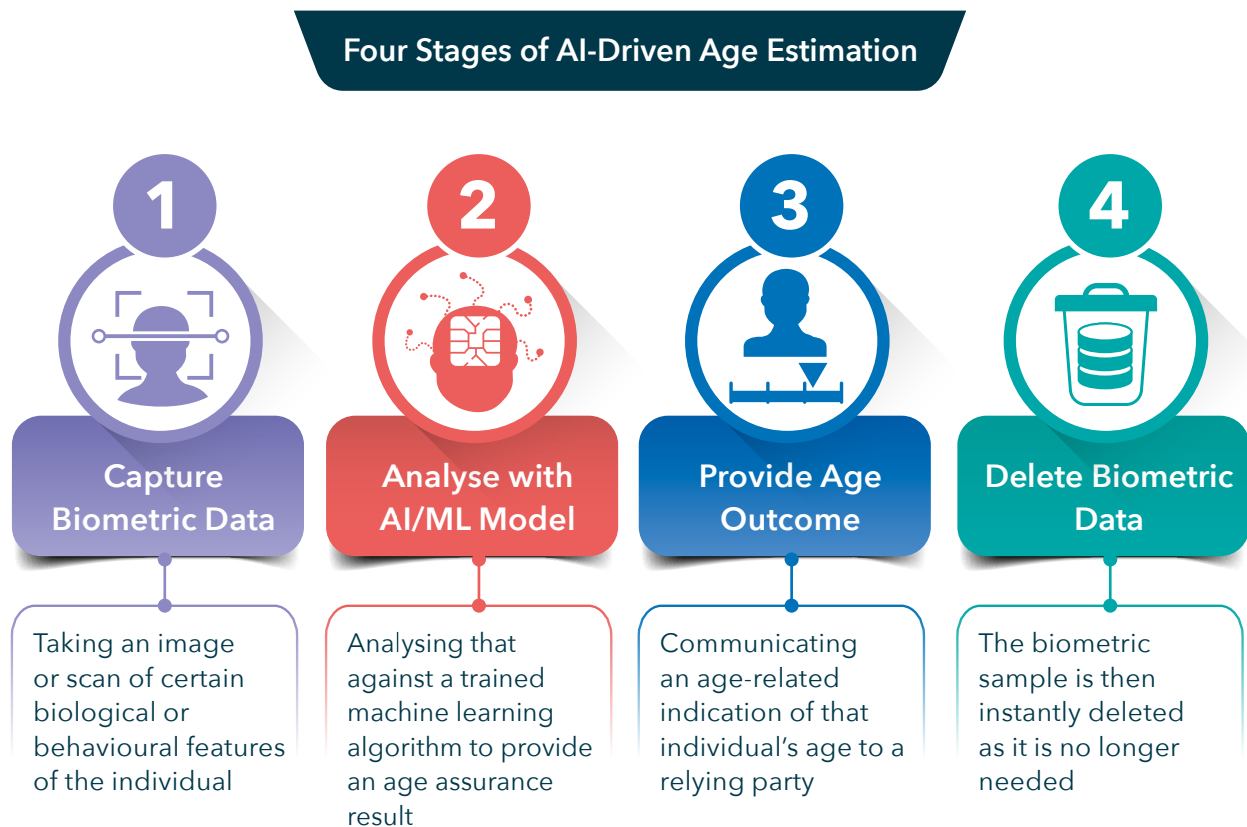 Four Stages of AI-Driven Age Estimation
1
Capture
Biometric Data
Taking an image
or scan of certain
biological or
behavioural features
of the individual
2
Analyse with
AI/ML Model
Analysing that
against a trained
machine learning
algorithm to provide
an age assurance
result
3
Provide Age
Outcome
Communicating
an age-related
indication of that
individual’s age to a
relying party
4
Delete Biometric
Data
The biometric
sample is then
instantly deleted
as it is no longer
needed